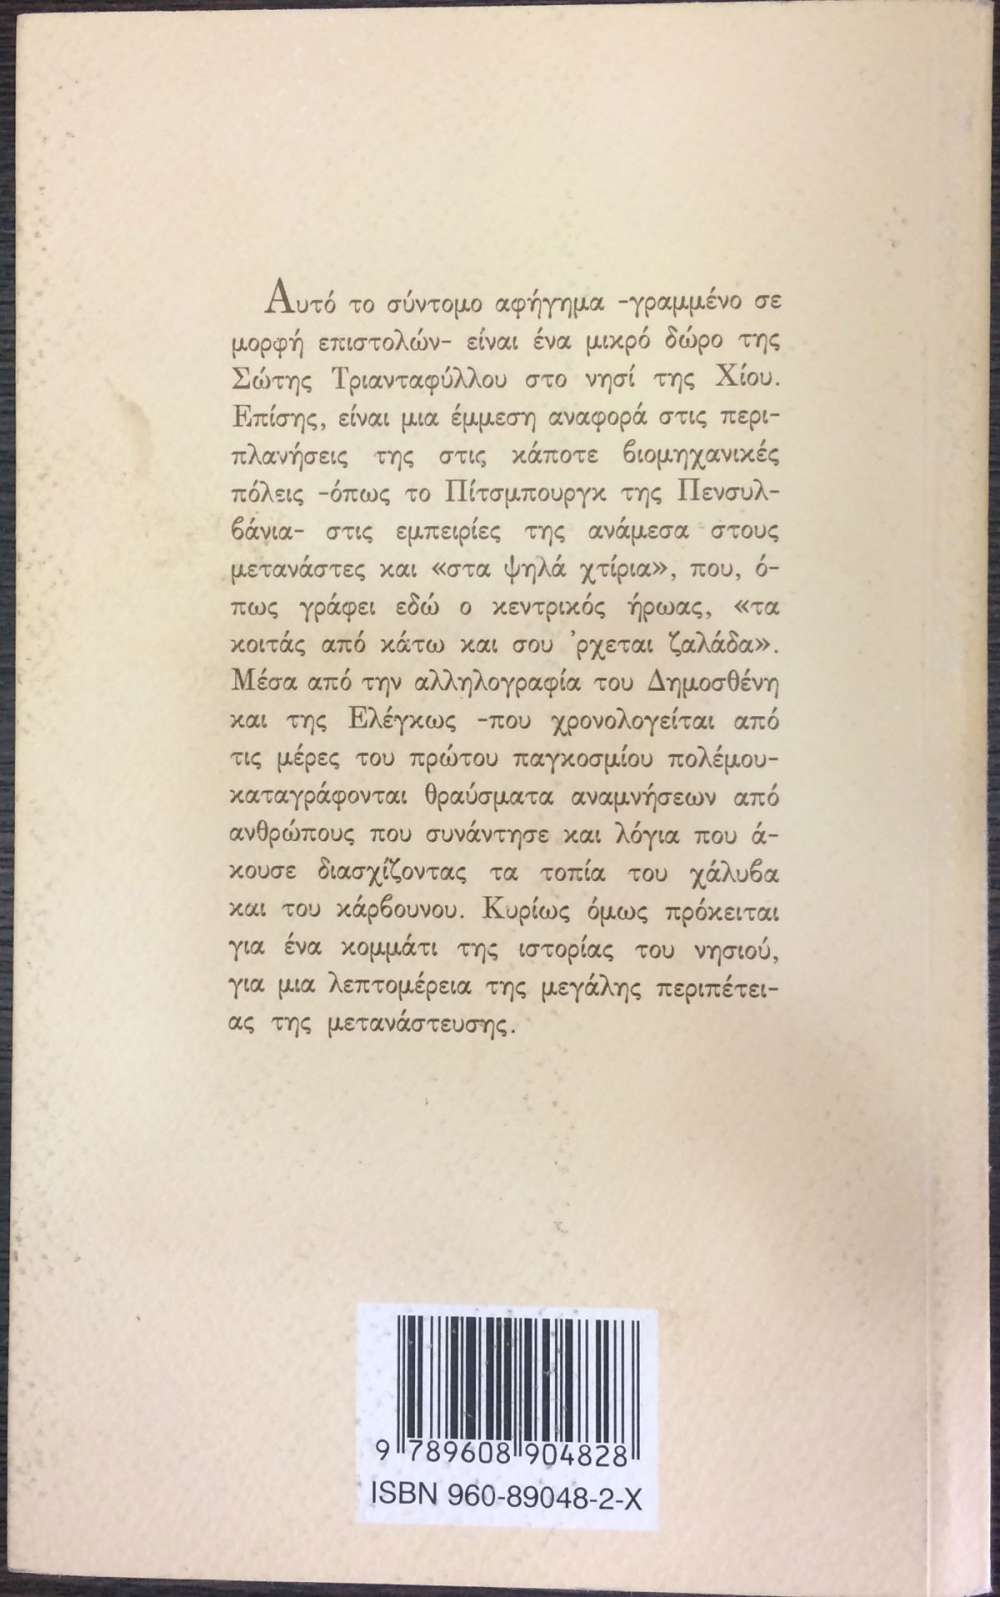 Αυτό το σύντομο αφήγημα -γραμμένο σε
μορφή επιστολών- είναι ένα μικρό δώρο της
Σώτης Τριανταφύλλου στο νησί της Χίου.
Επίσης, είναι μια έμμεση αναφορά στις περι-
πλανήσεις της στις κάποτε βιομηχανικές
πόλεις -όπως το Πίτσμπουργκ της Πενσυλ-
βάνια- στις εμπειρίες της ανάμεσα στους
μετανάστες και «στα ψηλά χτίρια», που, ό-
πως γράφει εδώ ο κεντρικός ήρωας, «τα
κοιτάς από κάτω και σου 'ρχεται ζαλάδα».
Μέσα από την αλληλογραφία του Δημοσθένη
και της Ελέγκως -που χρονολογείται από
τις μέρες του πρώτου παγκοσμίου πολέμου-
καταγράφονται θραύσματα αναμνήσεων από
ανθρώπους που συνάντησε και λόγια που ά-
κουσε διασχίζοντας τα τοπία του χάλυβα
και του κάρβουνου. Κυρίως όμως πρόκειται
για ένα κομμάτι της ιστορίας του νησιού,
για μια λεπτομέρεια της μεγάλης περιπέτει-
ας της μετανάστευσης.
9 789608 904828
ISBN 960-89048-2-X